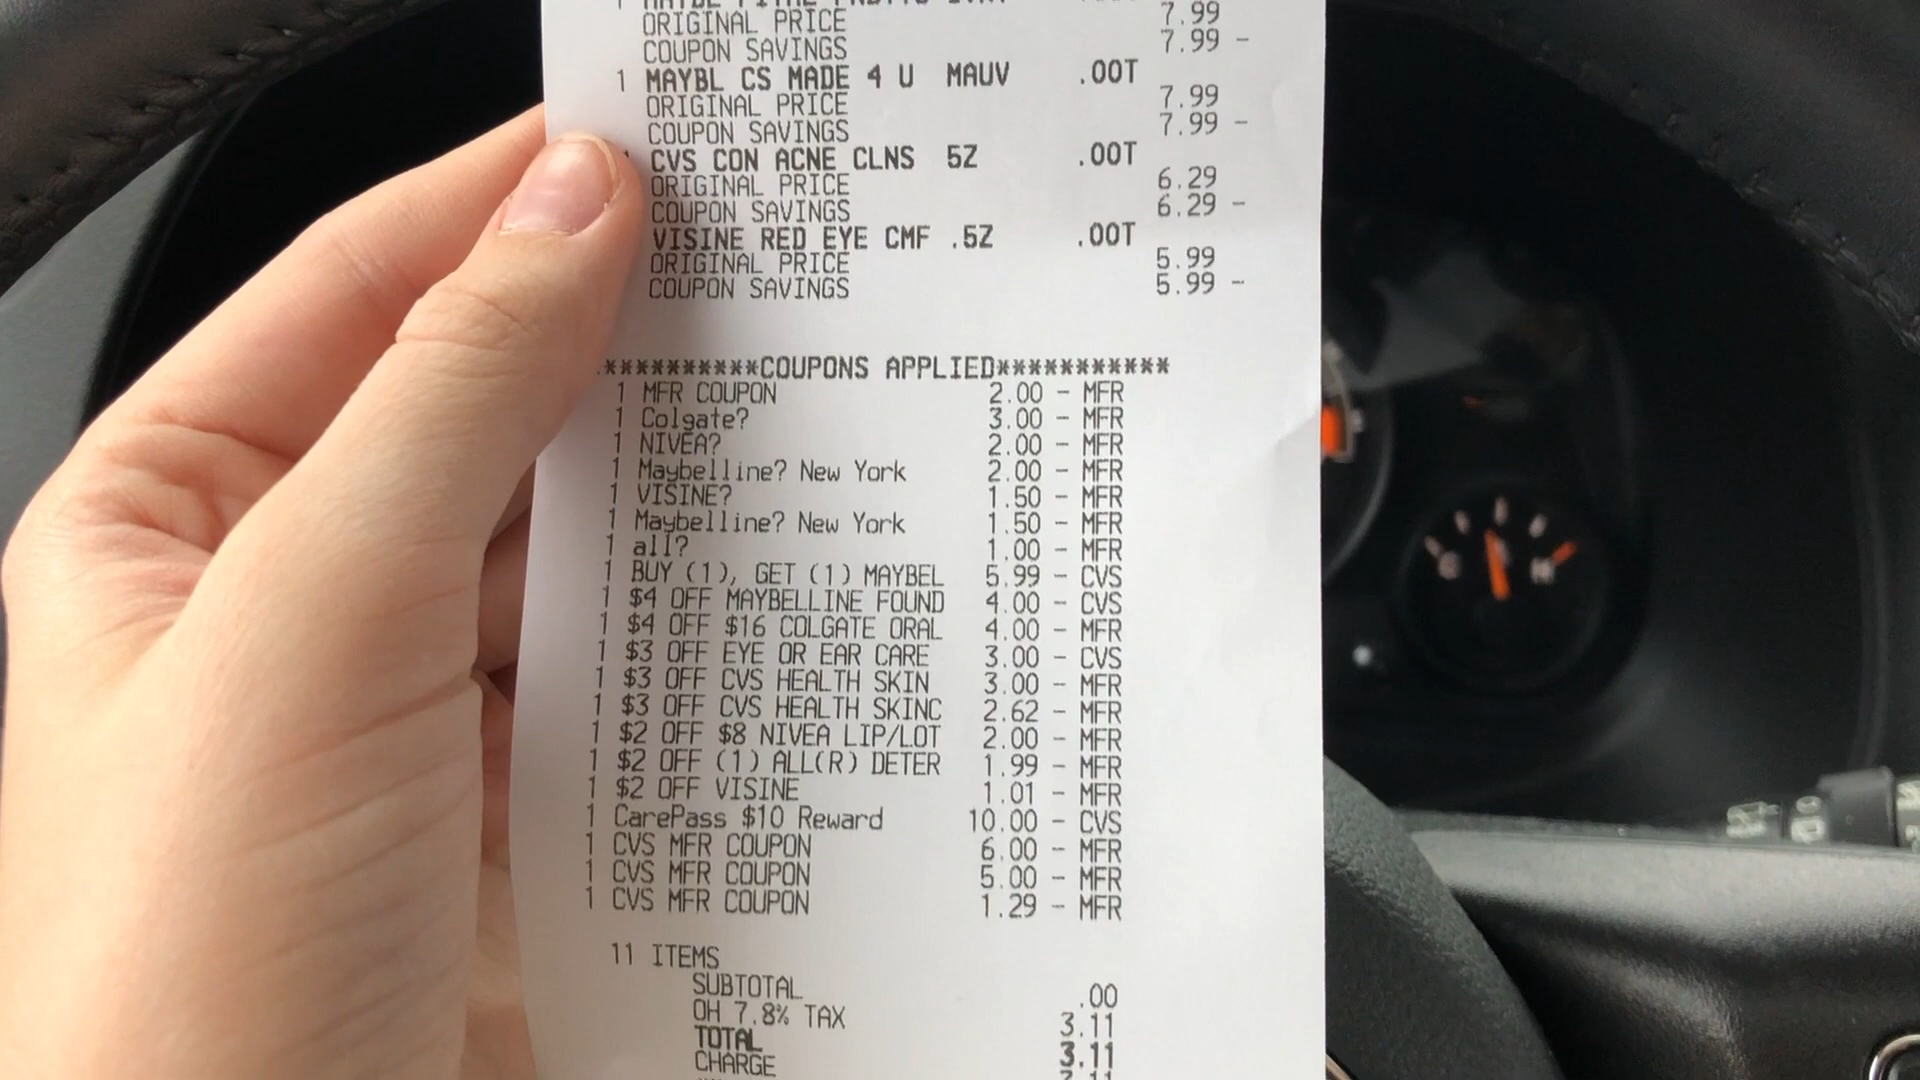 ORIGINAL PRICE 7.99
COUPON SAVINGS 7.99 -
1 MAYBL CS MADE 4 U MAUV .00T
ORIGINAL PRICE 7.99
COUPON SAVINGS 7.99 -
CVS CON ACNE CLNS 5Z .00T
ORIGINAL PRICE 6.29
COUPON SAVINGS 6.29 -
VISINE RED EYE CMF .5Z .00T
ORIGINAL PRICE 5.99
COUPON SAVINGS 5.99 -
**********COUPONS APPLIED***********
1 MFR COUPON 2.00 - MFR
1 Colgate? 3.00 - MFR
1 NIVEA? 2.00 - MFR
1 Maybelline? New York 2.00 - MFR
1 VISINE? 1.50 - MFR
1 Maybelline? New York 1.50 - MFR
1 all? 1.00 - MFR
1 BUY (1), GET (1) MAYBEL 5.99 - CVS
1 $4 OFF MAYBELLINE FOUND 4.00 - CVS
1 $4 OFF $16 COLGATE ORAL 4.00 - MFR
1 $3 OFF EYE OR EAR CARE 3.00 - CVS
1 $3 OFF CVS HEALTH SKIN 3.00 - MFR
1 $3 OFF CVS HEALTH SKINC 2.62 - MFR
1 $2 OFF $8 NIVEA LIP/LOT 2.00 - MFR
1 $2 OFF (1) ALL(R) DETER 1.99 - MFR
1 $2 OFF VISINE 1.01 - MFR
1 CarePass $10 Reward 10.00 - CVS
1 CVS MFR COUPON 6.00 - MFR
1 CVS MFR COUPON 5.00 - MFR
1 CVS MFR COUPON 1.29 - MFR
11 ITEMS
SUBTOTAL .00
OH 7.8% TAX 3.11
TOTAL 3.11
CHARGE